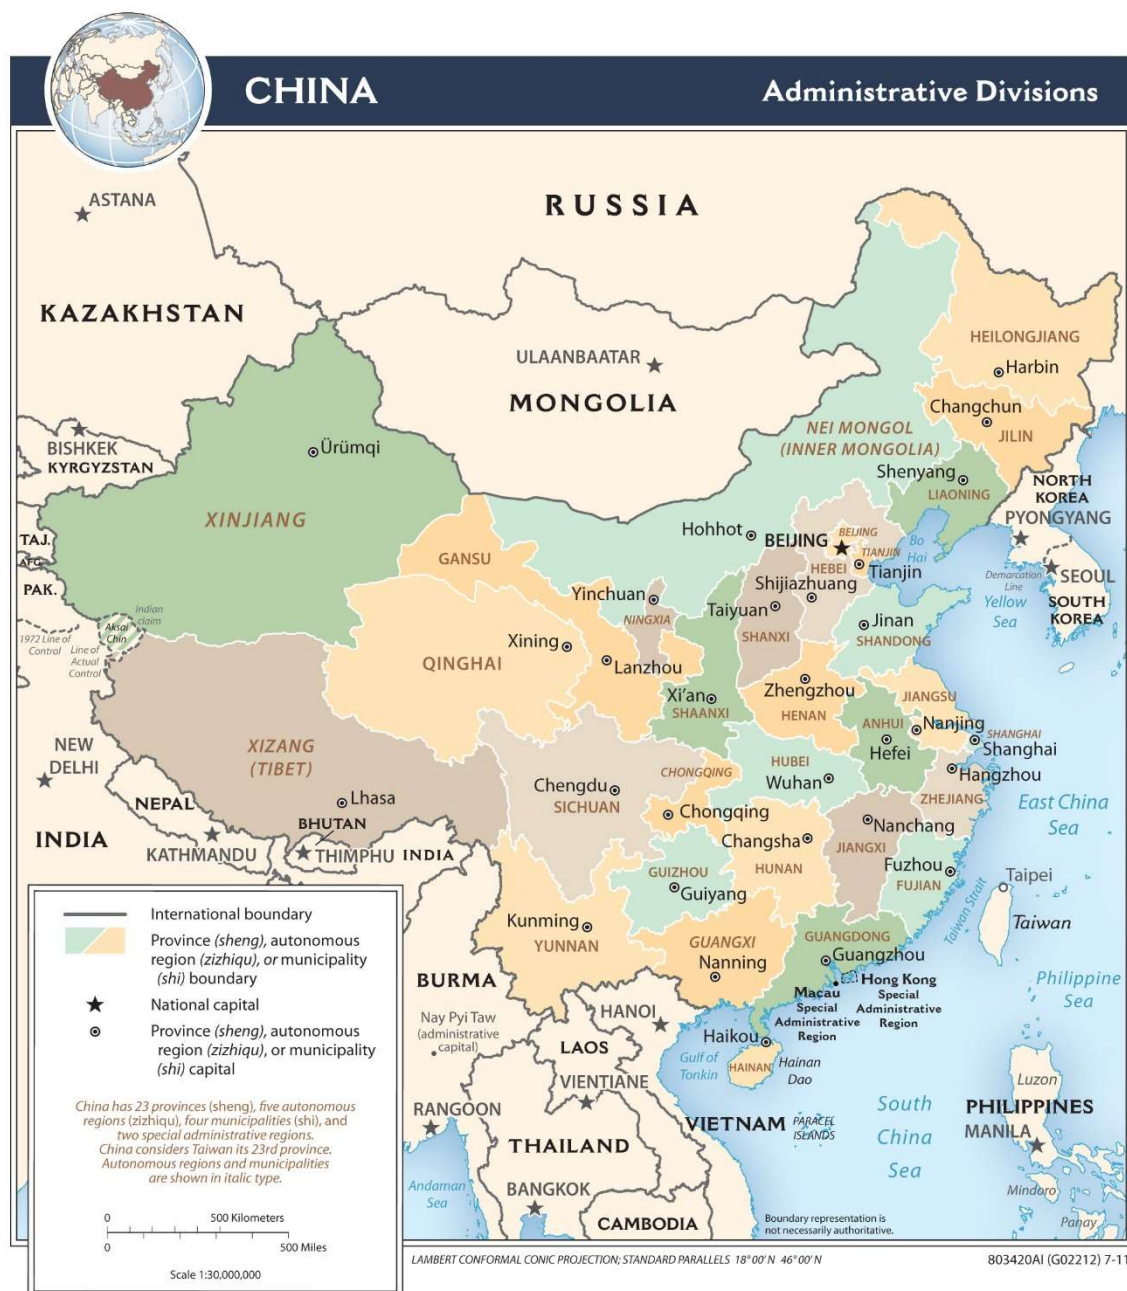 CHINA
Administrative Divisions
RUSSIA
ASTANA
KAZAKHSTAN
ULAANBAATAR
MONGOLIA
HEILONGJIANG
Harbin
Changchun
JILIN
NEI MONGOL
(INNER MONGOLIA)
Shenyang
LIAONING
BISHKEK
KYRGYZSTAN
Ürümqi
XINJIANG
NORTH
KOREA
PYONGYANG
TAJ.
AFG.
PAK.
Hohhot
BEIJING
BEIJING
TIANJIN
Tianjin
Bo
Hai
HEBEI
Shijiazhuang
Demarcation
Line
SEOUL
SOUTH
KOREA
Yellow
Sea
GANSU
Yinchuan
NINGXIA
Taiyuan
SHANXI
Jinan
SHANDONG
Indian
claim
Aksai
Chin
1972 Line of
Control
Line of
Actual
Control
Xining
QINGHAI
Lanzhou
Xi'an
SHAANXI
Zhengzhou
HENAN
JIANGSU
ANHUI
Nanjing
Hefei
SHANGHAI
Shanghai
NEW
DELHI
XIZANG
(TIBET)
Lhasa
Chengdu
SICHUAN
CHONGQING
Chongqing
HUBEI
Wuhan
Hangzhou
ZHEJIANG
East China
Sea
NEPAL
KATHMANDU
BHUTAN
THIMPHU
INDIA
INDIA
Changsha
HUNAN
Nanchang
JIANGXI
GUIZHOU
Guiyang
Fuzhou
FUJIAN
Taiwan Strait
Taipei
Taiwan
Kunming
YUNNAN
GUANGXI
Nanning
GUANGDONG
Guangzhou
Macau
Special
Administrative
Region
Hong Kong
Special
Administrative
Region
Philippine
Sea
BURMA
Nay Pyi Taw
(administrative
capital)
HANOI
LAOS
VIENTIANE
Haikou
HAINAN
Hainan
Dao
Gulf of
Tonkin
RANGOON
THAILAND
VIETNAM
PARACEL
ISLANDS
South
China
Sea
Luzon
PHILIPPINES
MANILA
Andaman
Sea
BANGKOK
CAMBODIA
Mindoro
Panay
Boundary representation is
not necessarily authoritative.
International boundary
Province (sheng), autonomous
region (zizhiqu), or municipality
(shi) boundary
National capital
Province (sheng), autonomous
region (zizhiqu), or municipality
(shi) capital
China has 23 provinces (sheng), five autonomous
regions (zizhiqu), four municipalities (shi), and
two special administrative regions.
China considers Taiwan its 23rd province.
Autonomous regions and municipalities
are shown in italic type.
0 500 Kilometers
0 500 Miles
Scale 1:30,000,000
LAMBERT CONFORMAL CONIC PROJECTION; STANDARD PARALLELS 18°00'N 46°00'N
803420AI (G02212) 7-11